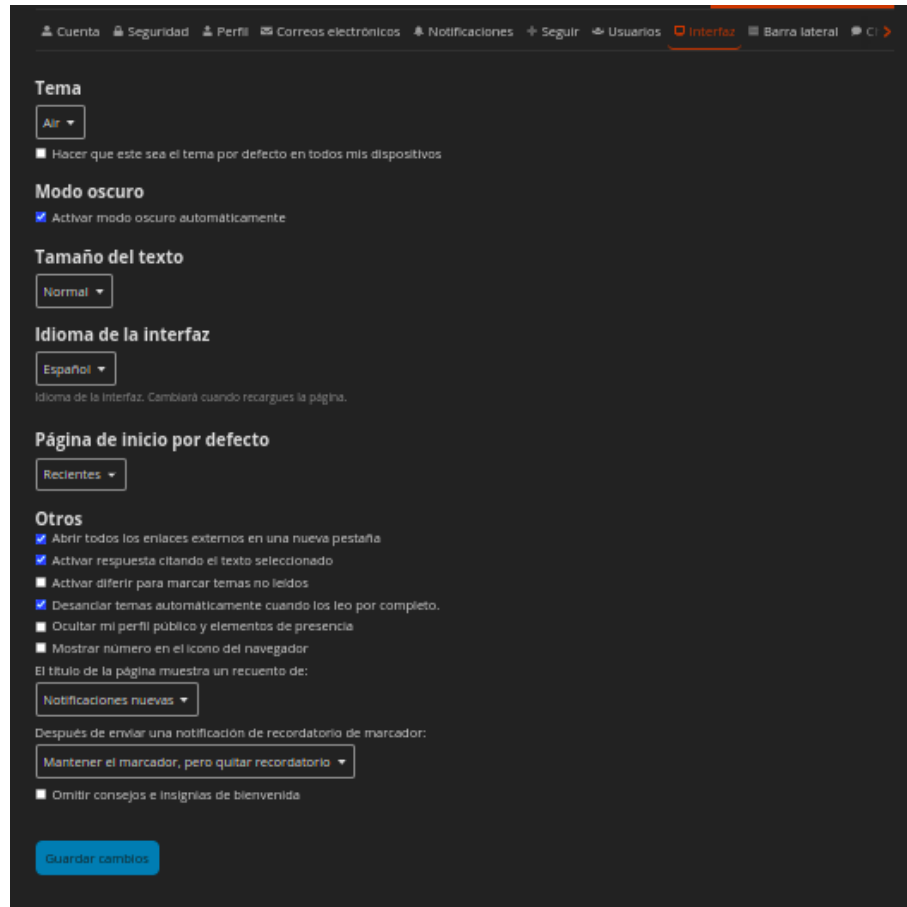 Cuenta Seguridad Perfil Correos electrónicos Notificaciones Seguir Usuarios Interfaz Barra lateral
Tema
Air
Hacer que este sea el tema por defecto en todos mis dispositivos
Modo oscuro
Activar modo oscuro automáticamente
Tamaño del texto
Normal
Idioma de la interfaz
Español
Idioma de la interfaz. Cambiará cuando recargues la página.
Página de inicio por defecto
Recientes
Otros
Abrir todos los enlaces externos en una nueva pestaña
Activar respuesta citando el texto seleccionado
Activar diferir para marcar temas no leídos
Desanclar temas automáticamente cuando los leo por completo.
Ocultar mi perfil público y elementos de presencia
Mostrar número en el icono del navegador
El título de la página muestra un recuento de:
Notificaciones nuevas
Después de enviar una notificación de recordatorio de marcador:
Mantener el marcador, pero quitar recordatorio
Omitir consejos e insignias de bienvenida
Guardar cambios